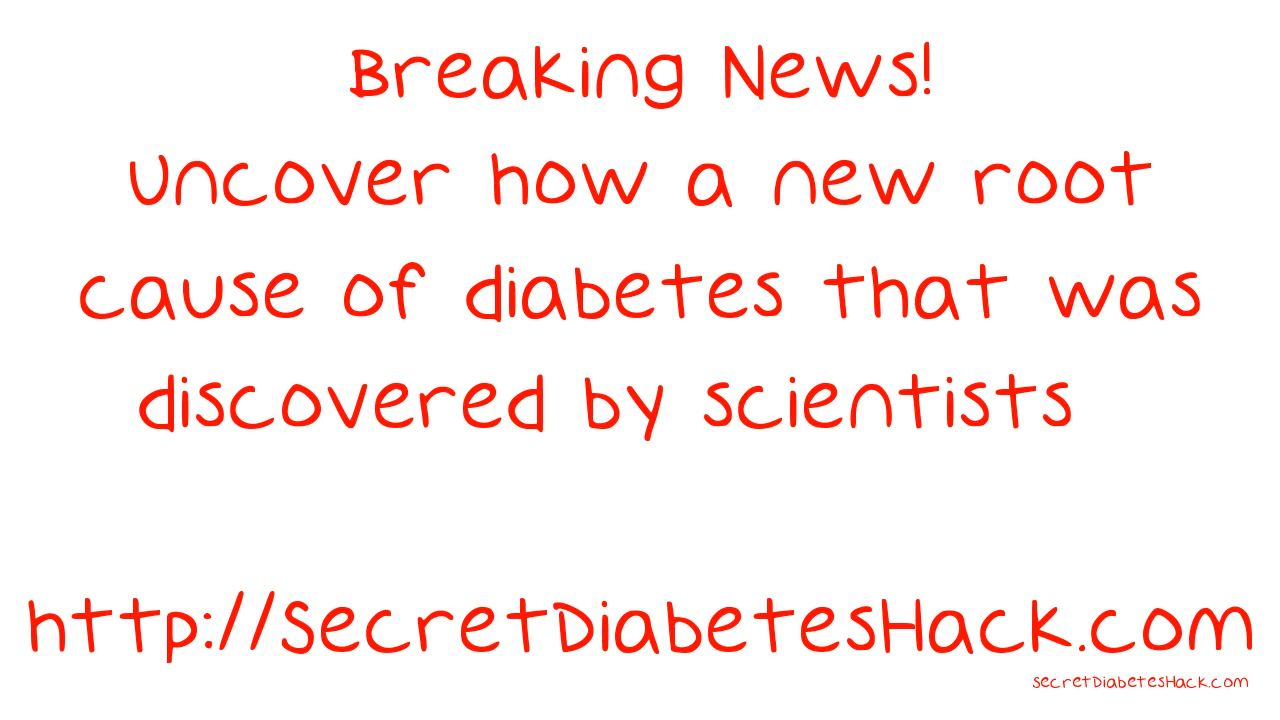 Breaking News!
Uncover how a new root
cause of diabetes that was
discovered by scientists
http://SecretDiabetesHack.com
SecretDiabetesHack.com